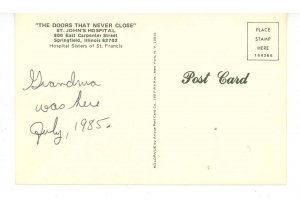 "THE DOORS THAT NEVER CLOSE"
ST. JOHN'S HOSPITAL
800 East Carpenter Street
Springfield, Illinois 62702
Hospital Sisters of St. Francis
Grandma
was here
July, 1985.
Post Card
PLACE
STAMP
HERE
144366